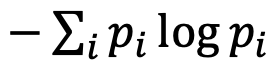 − ∑ᵢ pᵢ log pᵢ